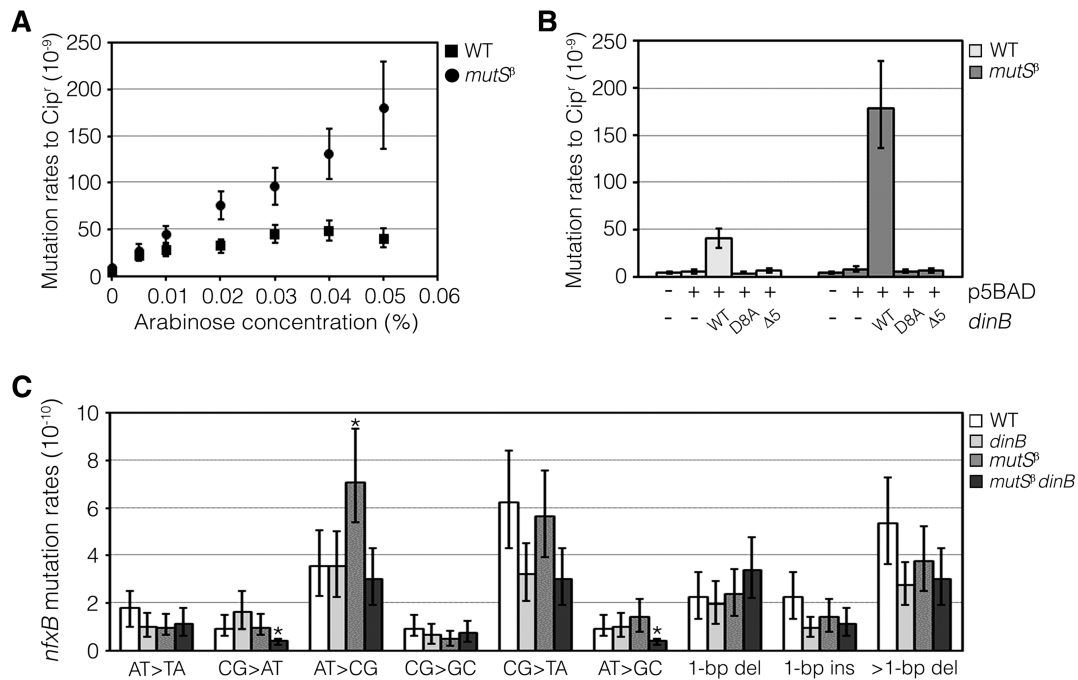 A
Mutation rates to Cipʳ (10⁻⁹)
250
200
150
100
50
0
0 0.01 0.02 0.03 0.04 0.05 0.06
Arabinose concentration (%)
WT
mutSᵝ
B
Mutation rates to Cipʳ (10⁻⁹)
250
200
150
100
50
0
- + + + + - + + + + p5BAD
- - WT D8A Δ5 - - WT D8A Δ5 dinB
WT
mutSᵝ
C
nfxB mutation rates (10⁻¹⁰)
10
8
6
4
2
0
* * *
AT>TA CG>AT AT>CG CG>GC CG>TA AT>GC 1-bp del 1-bp ins >1-bp del
WT
dinB
mutSᵝ
mutSᵝ dinB